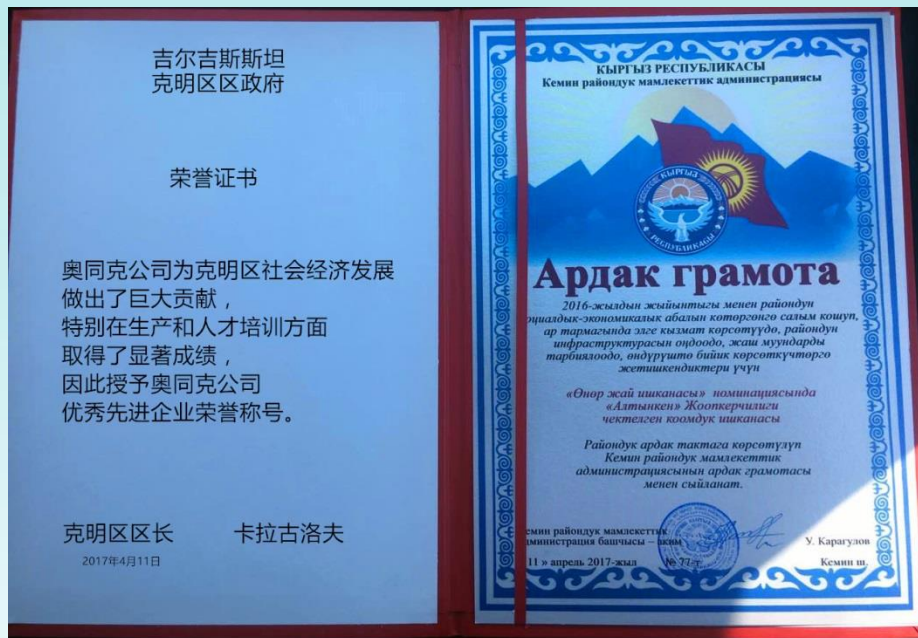 吉尔吉斯斯坦
克明区区政府
荣誉证书
奥同克公司为克明区社会经济发展
做出了巨大贡献，
特别在生产和人才培训方面
取得了显著成绩，
因此授予奥同克公司
优秀先进企业荣誉称号。
克明区区长 卡拉古洛夫
2017年4月11日
КЫРГЫЗ РЕСПУБЛИКАСЫ
Кемин райондук мамлекеттик администрациясы
КЫРГЫЗ
РЕСПУБЛИКАСЫ
Ардак грамота
2016-жылдын жыйынтыгы менен райондун
оциалдык-экономикалык абалын көтөргөнгө салым кошуп,
ар тармагында элге кызмат көрсөтүүдө, райондун
инфраструктурасын оңдоодо, жаш муундарды
тарбиялоодо, өндүрүштө бийик көрсөткүчтөргө
жетишкендиктери үчүн
«Өнөр жай ишканасы» номинациясында
«Алтынкен» Жоопкерчилиги
чектелген коомдук ишканасы
Райондук ардак тактага көрсөтүлүп
Кемин райондук мамлекеттик
администрациясынын ардак грамотасы
менен сыйланат.
емин райондук мамлекеттик
дминистрация башчысы – аким У. Карагулов
11 » апрель 2017-жыл № 77-т Кемин ш.